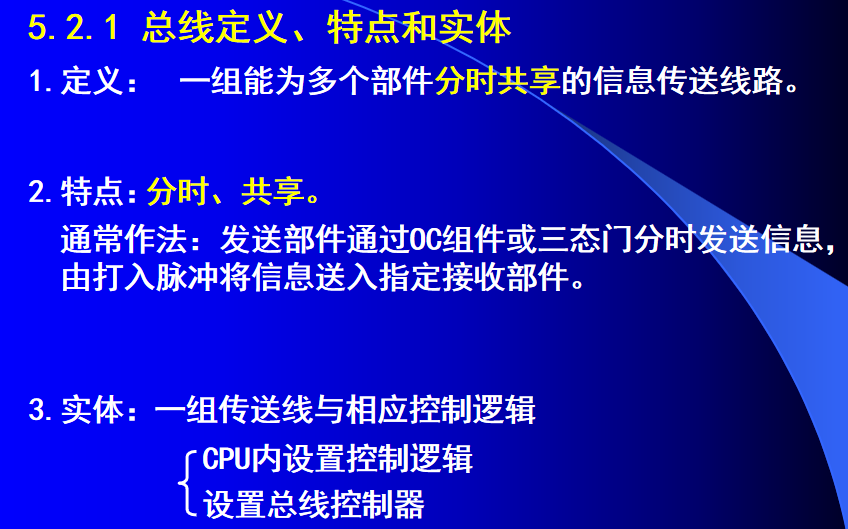 5.2.1 总线定义、特点和实体
1.定义： 一组能为多个部件分时共享的信息传送线路。
2.特点：分时、共享。
通常作法：发送部件通过OC组件或三态门分时发送信息，
由打入脉冲将信息送入指定接收部件。
3.实体：一组传送线与相应控制逻辑
CPU内设置控制逻辑
设置总线控制器